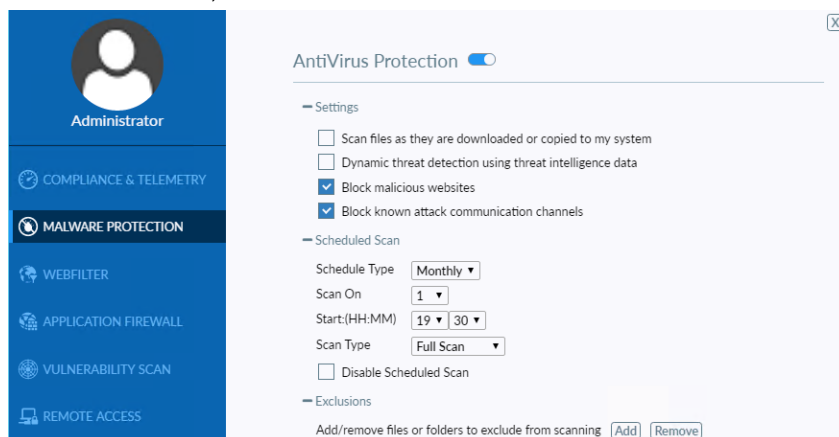 X
AntiVirus Protection
Administrator
Settings
Scan files as they are downloaded or copied to my system
Dynamic threat detection using threat intelligence data
Block malicious websites
Block known attack communication channels
COMPLIANCE & TELEMETRY
MALWARE PROTECTION
WEBFILTER
APPLICATION FIREWALL
VULNERABILITY SCAN
REMOTE ACCESS
Scheduled Scan
Schedule Type Monthly
Scan On 1
Start:(HH:MM) 19 30
Scan Type Full Scan
Disable Scheduled Scan
Exclusions
Add/remove files or folders to exclude from scanning Add Remove